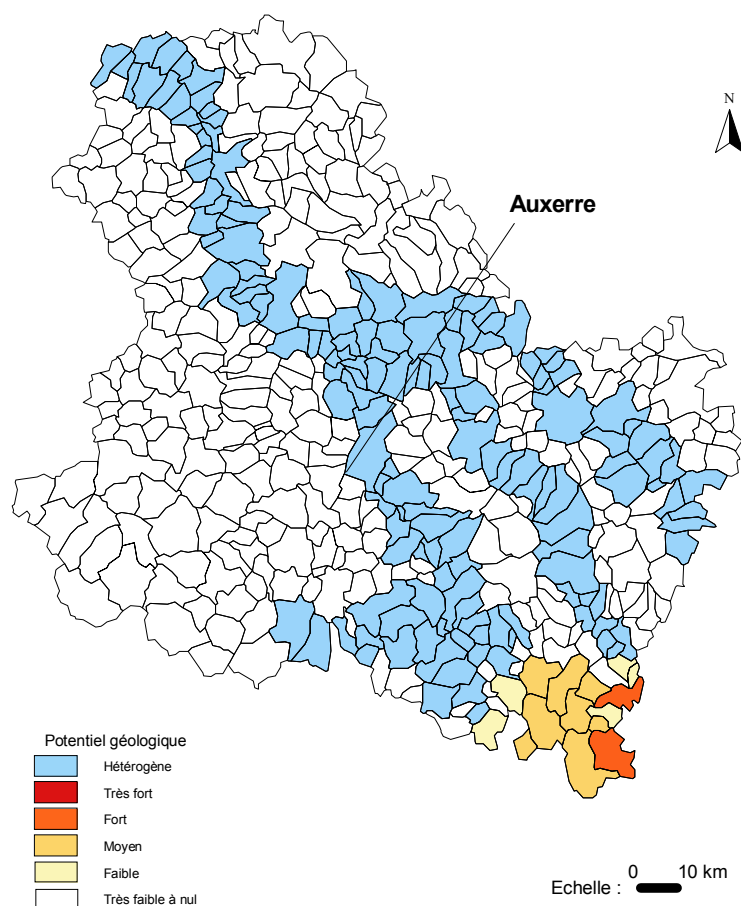 N
Auxerre
Potentiel géologique
Hétérogène
Très fort
Fort
Moyen
Faible
Très faible à nul
0 10 km
Echelle :